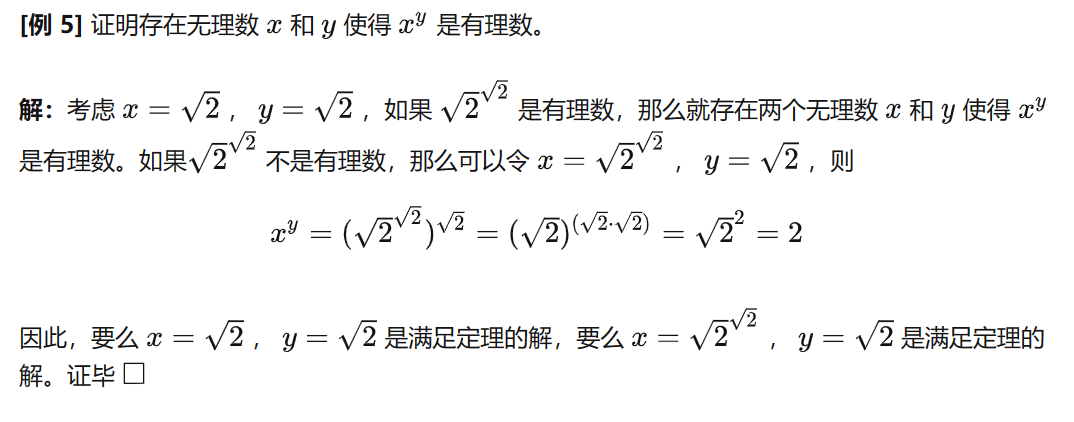 [例 5] 证明存在无理数 $x$ 和 $y$ 使得 $x^y$ 是有理数。
解：考虑 $x = \sqrt{2}$ ， $y = \sqrt{2}$ ，如果 $\sqrt{2}^{\sqrt{2}}$ 是有理数，那么就存在两个无理数 $x$ 和 $y$ 使得 $x^y$
是有理数。如果$\sqrt{2}^{\sqrt{2}}$ 不是有理数，那么可以令 $x = \sqrt{2}^{\sqrt{2}}$ ， $y = \sqrt{2}$ ，则
$x^y = (\sqrt{2}^{\sqrt{2}})^{\sqrt{2}} = (\sqrt{2})^{(\sqrt{2} \cdot \sqrt{2})} = \sqrt{2}^2 = 2$
因此，要么 $x = \sqrt{2}$ ， $y = \sqrt{2}$ 是满足定理的解，要么 $x = \sqrt{2}^{\sqrt{2}}$ ， $y = \sqrt{2}$ 是满足定理的
解。证毕 □